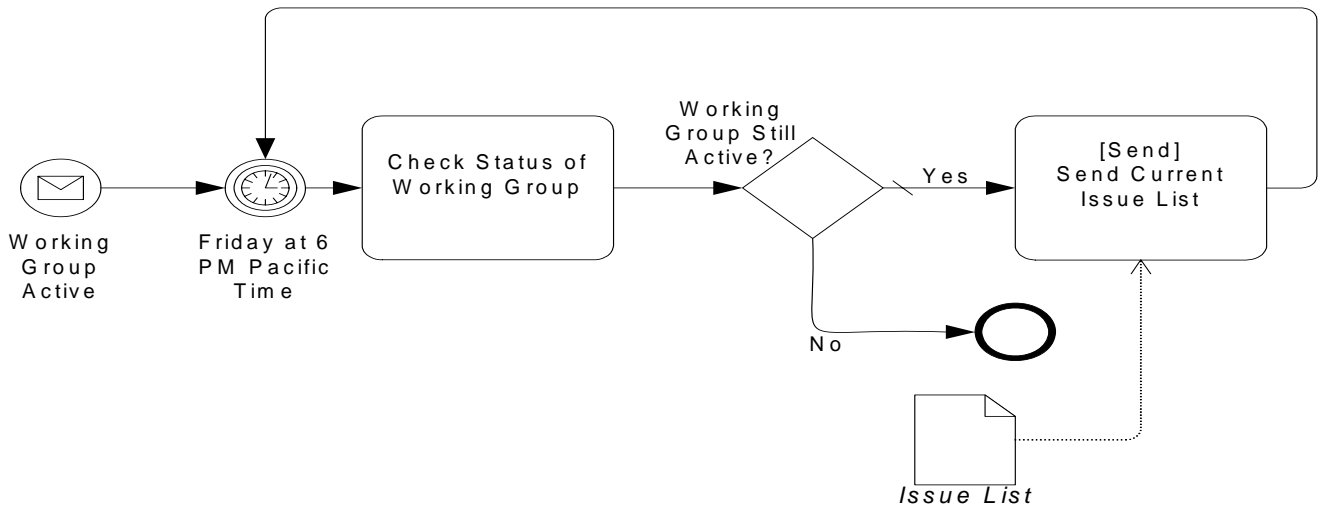 Working
Group
Active
Friday at 6
PM Pacific
Time
Check Status of
Working Group
Working
Group Still
Active?
Yes
No
[Send]
Send Current
Issue List
Issue List